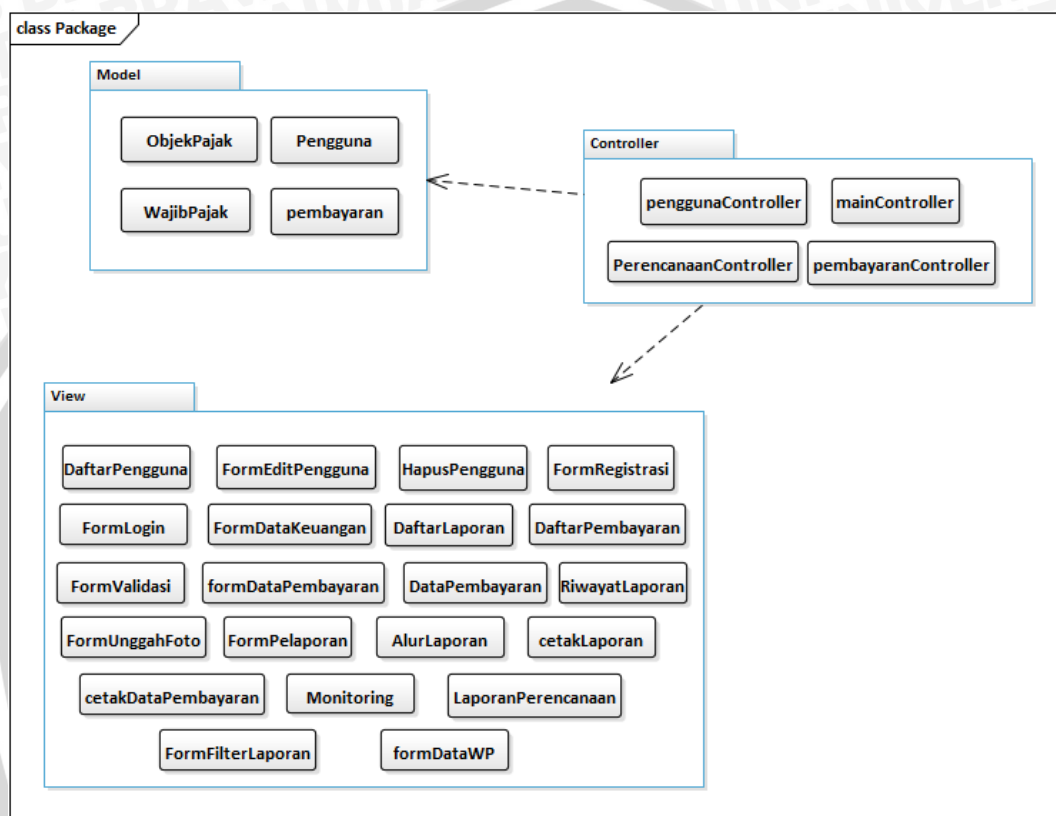 class Package
Model
ObjekPajak
Pengguna
WajibPajak
pembayaran
Controller
penggunaController
mainController
PerencanaanController
pembayaranController
View
DaftarPengguna
FormEditPengguna
HapusPengguna
FormRegistrasi
FormLogin
FormDataKeuangan
DaftarLaporan
DaftarPembayaran
FormValidasi
formDataPembayaran
DataPembayaran
RiwayatLaporan
FormUnggahFoto
FormPelaporan
AlurLaporan
cetakLaporan
cetakDataPembayaran
Monitoring
LaporanPerencanaan
FormFilterLaporan
formDataWP